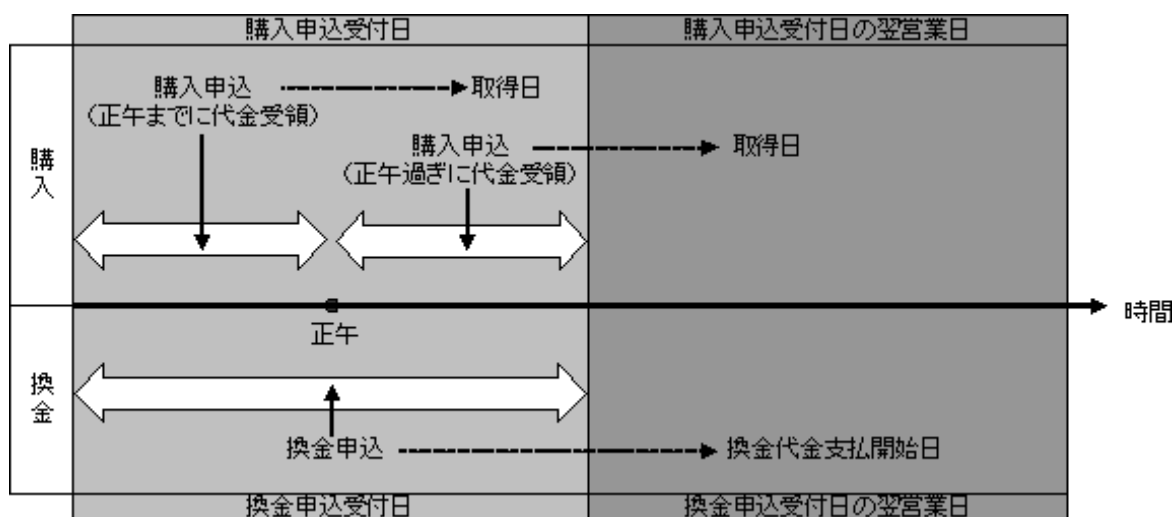 購入申込受付日
購入申込受付日の翌営業日
購入申込
取得日
（正午までに代金受領）
購入申込
取得日
（正午過ぎに代金受領）
購入
時間
正午
換金
換金申込
換金代金支払開始日
換金申込受付日
換金申込受付日の翌営業日